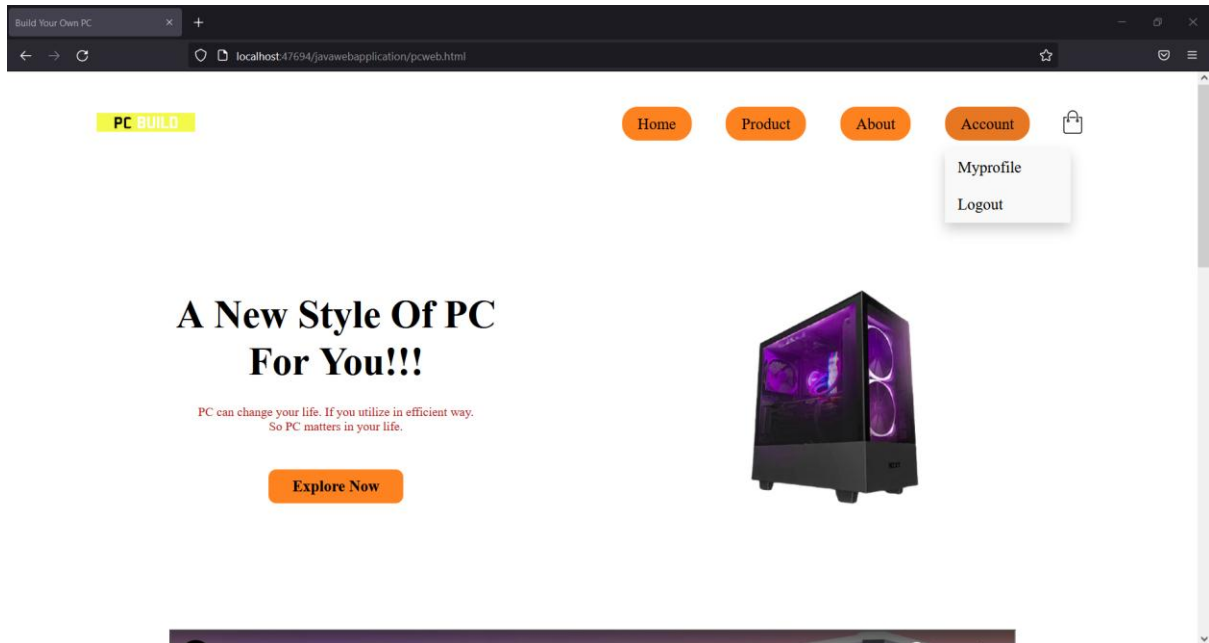 Build Your Own PC
localhost:47694/javawebapplication/pcweb.html
PC BUILD
Home Product About Account
Myprofile
Logout
A New Style Of PC
For You!!!
PC can change your life. If you utilize in efficient way.
So PC matters in your life.
Explore Now
NZXT